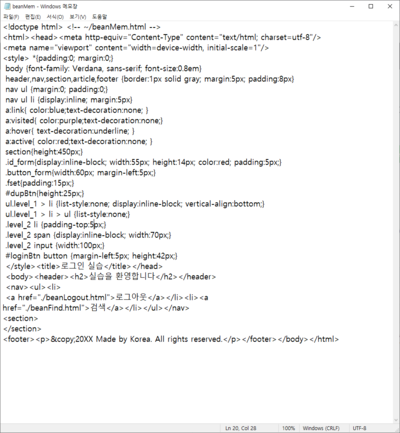 beanMem - Windows 메모장
파일(F) 편집(E) 서식(O) 보기(V) 도움말
<!doctype html> <!-- ~/beanMem.html -->
<html><head><meta http-equiv="Content-Type" content="text/html; charset=utf-8"/>
<meta name="viewport" content="width=device-width, initial-scale=1"/>
<style> *{padding:0; margin:0;}
body {font-family: Verdana, sans-serif; font-size:0.8em}
header,nav,section,article,footer {border:1px solid gray; margin:5px; padding:8px}
nav ul {margin:0; padding:0;}
nav ul li {display:inline; margin:5px}
a:link{ color:blue;text-decoration:none; }
a:visited{ color:purple;text-decoration:none;}
a:hover{ text-decoration:underline; }
a:active{ color:red;text-decoration:none; }
section{height:450px;}
.id_form{display:inline-block; width:55px; height:14px; color:red; padding:5px;}
.button_form{width:60px; margin-left:5px;}
.fset{padding:15px;}
#dupBtn{height:25px;}
ul.level_1 > li {list-style:none; display:inline-block; vertical-align:bottom;}
ul.level_1 > li > ul {list-style:none;}
.level_2 li {padding-top:5px;}
.level_2 span {display:inline-block; width:70px;}
.level_2 input {width:100px;}
#loginBtn button {margin-left:5px; height:42px;}
</style><title>로그인 실습</title></head>
<body><header><h2>실습을 환영합니다</h2></header>
<nav><ul><li>
<a href="./beanLogout.html">로그아웃</a></li><li><a
href="./beanFind.html">검색</a></li></ul></nav>
<section>
</section>
<footer><p>&copy;20XX Made by Korea. All rights reserved.</p></footer></body></html>
Ln 20, Col 28 100% Windows (CRLF) UTF-8